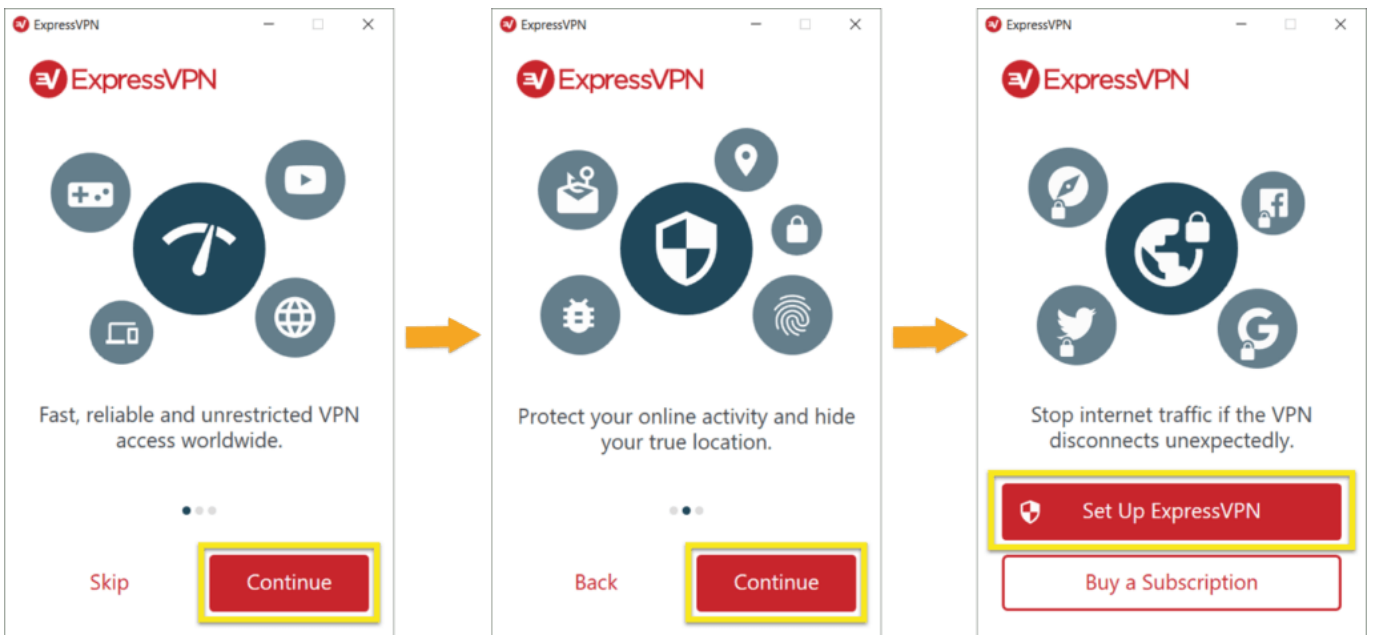 ExpressVPN
ExpressVPN
Fast, reliable and unrestricted VPN
access worldwide.
Skip
Continue
ExpressVPN
ExpressVPN
Protect your online activity and hide
your true location.
Back
Continue
ExpressVPN
ExpressVPN
Stop internet traffic if the VPN
disconnects unexpectedly.
Set Up ExpressVPN
Buy a Subscription